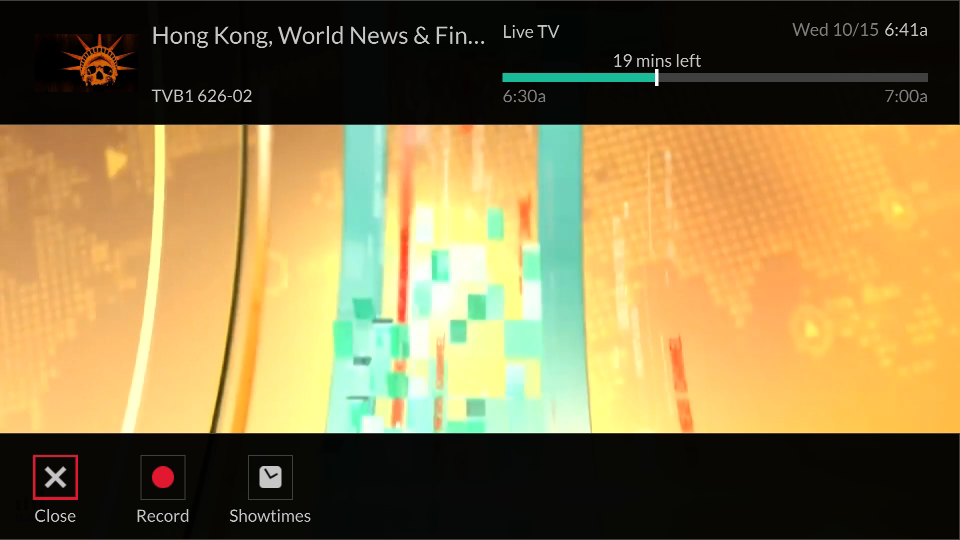 Hong Kong, World News & Fin...
Live TV
Wed 10/15 6:41a
19 mins left
TVB1 626-02
6:30a
7:00a
Close
Record
Showtimes